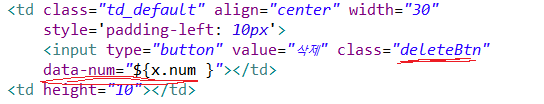 <td class="td_default" align="center" width="30"
style='padding-left: 10px'>
<input type="button" value="삭제" class="deleteBtn"
data-num="${x.num }"></td>
<td height="10"></td>